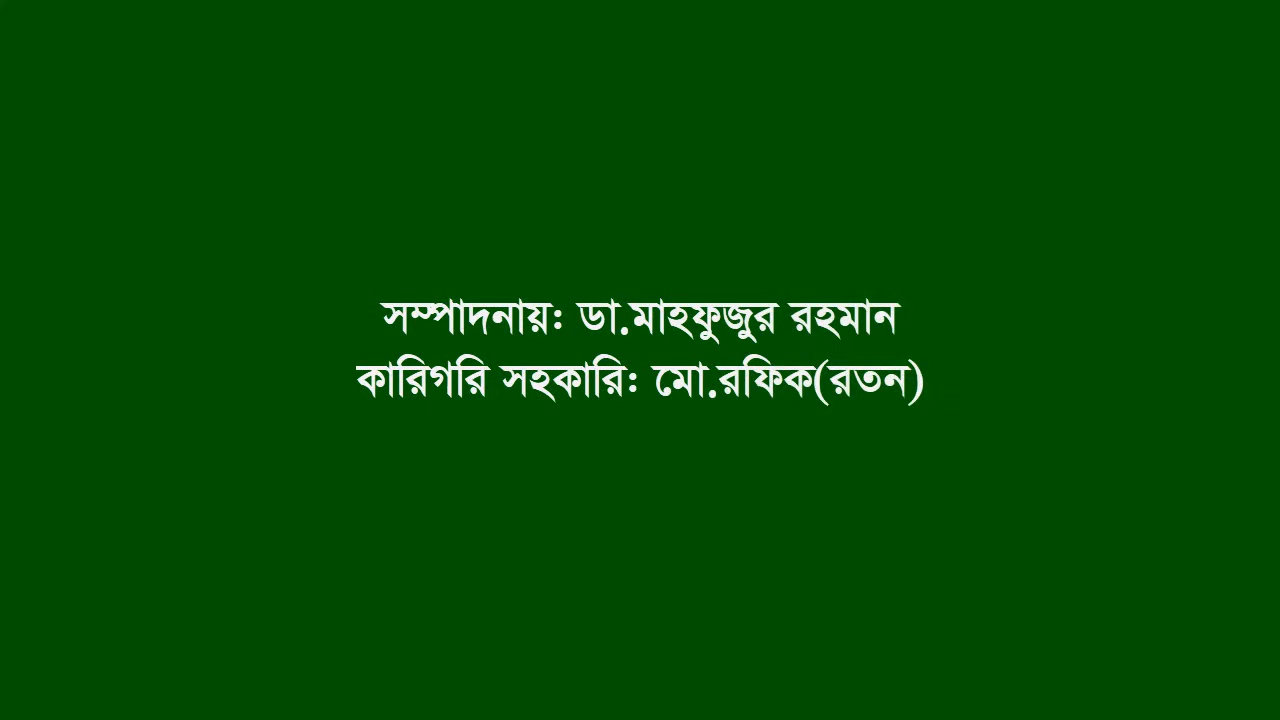 সম্পাদনায়ঃ ডা.মাহফুজুর রহমান
কারিগরি সহকারিঃ মো.রফিক(রতন)